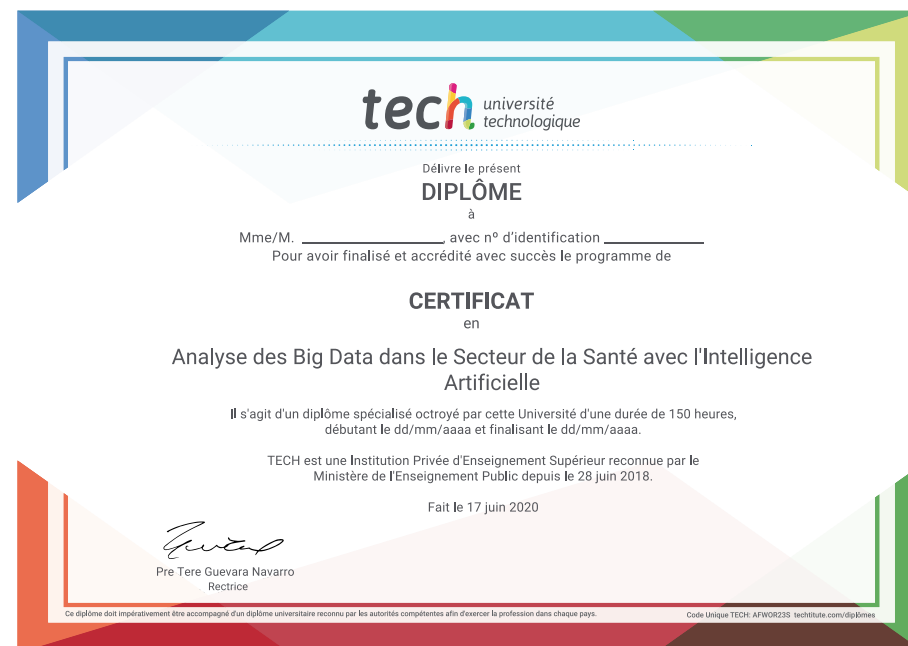 tech université
technologique
Délivre le présent
DIPLÔME
à
Mme/M. ____________________, avec nº d'identification ______________
Pour avoir finalisé et accrédité avec succès le programme de
CERTIFICAT
en
Analyse des Big Data dans le Secteur de la Santé avec l'Intelligence
Artificielle
Il s'agit d'un diplôme spécialisé octroyé par cette Université d'une durée de 150 heures,
débutant le dd/mm/aaaa et finalisant le dd/mm/aaaa.
TECH est une Institution Privée d'Enseignement Supérieur reconnue par le
Ministère de l'Enseignement Public depuis le 28 juin 2018.
Fait le 17 juin 2020
Pre Tere Guevara Navarro
Rectrice
Ce diplôme doit impérativement être accompagné d'un diplôme universitaire reconnu par les autorités compétentes afin d'exercer la profession dans chaque pays.
Code Unique TECH: AFWOR23S techtitute.com/diplômes